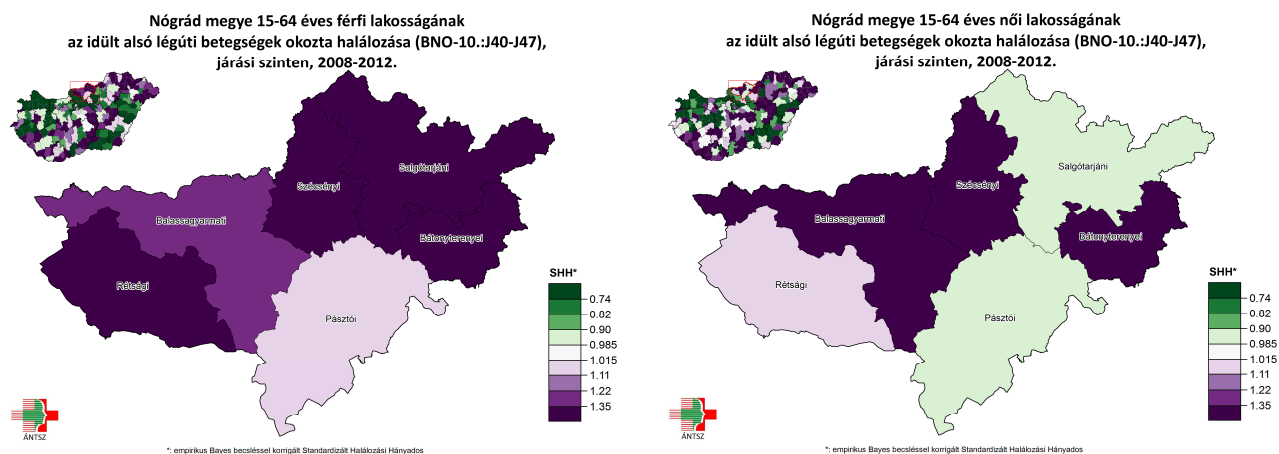 Nógrád megye 15-64 éves férfi lakosságának
az idült alsó légúti betegségek okozta halálozása (BNO-10.:J40-J47),
járási szinten, 2008-2012.
Salgótarjáni
Szécsényi
Balassagyarmati
Bátonyterenyei
Rétsági
Pásztói
SHH*
0.74
0.02
0.90
0.985
1.015
1.11
1.22
1.35
ÁNTSZ
*: empirikus Bayes becsléssel korrigált Standardizált Halálozási Hányados
Nógrád megye 15-64 éves női lakosságának
az idült alsó légúti betegségek okozta halálozása (BNO-10.:J40-J47),
járási szinten, 2008-2012.
Salgótarjáni
Szécsényi
Balassagyarmati
Bátonyterenyei
Rétsági
Pásztói
SHH*
0.74
0.02
0.90
0.985
1.015
1.11
1.22
1.35
ÁNTSZ
*: empirikus Bayes becsléssel korrigált Standardizált Halálozási Hányados